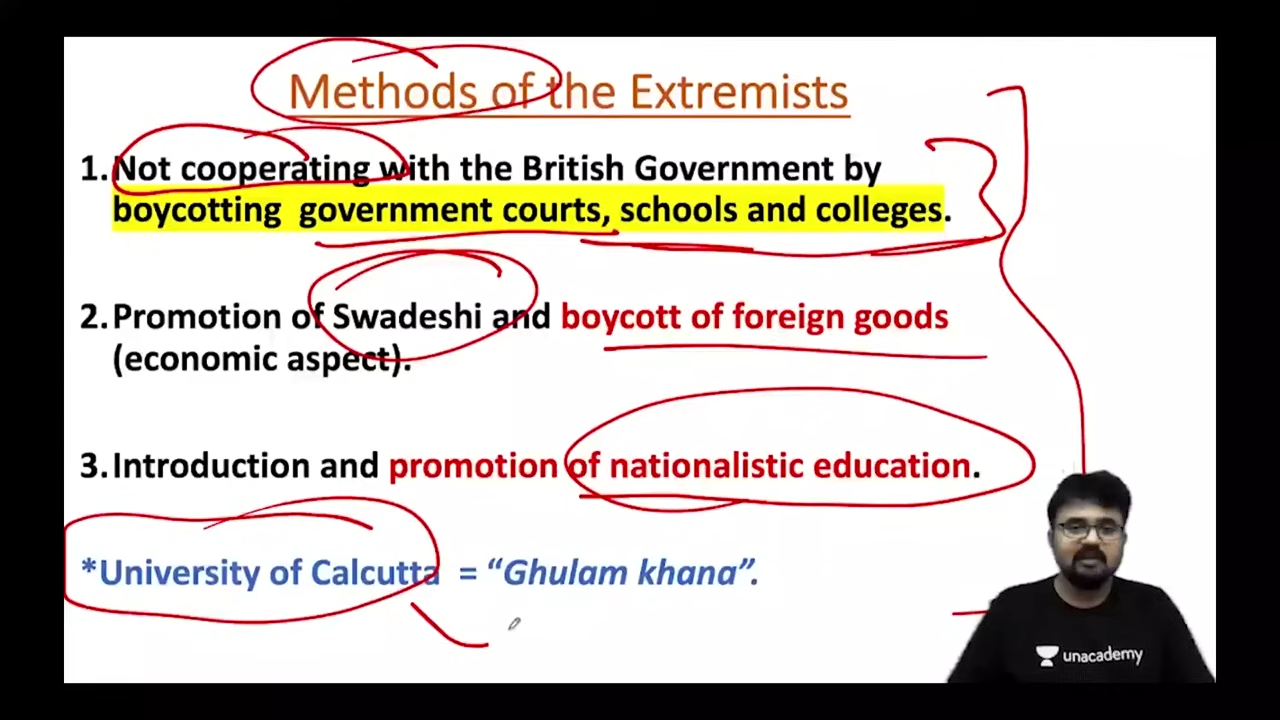 Methods of the Extremists
1. Not cooperating with the British Government by
boycotting government courts, schools and colleges.
2. Promotion of Swadeshi and boycott of foreign goods
(economic aspect).
3. Introduction and promotion of nationalistic education.
*University of Calcutta = “Ghulam khana”.
unacademy